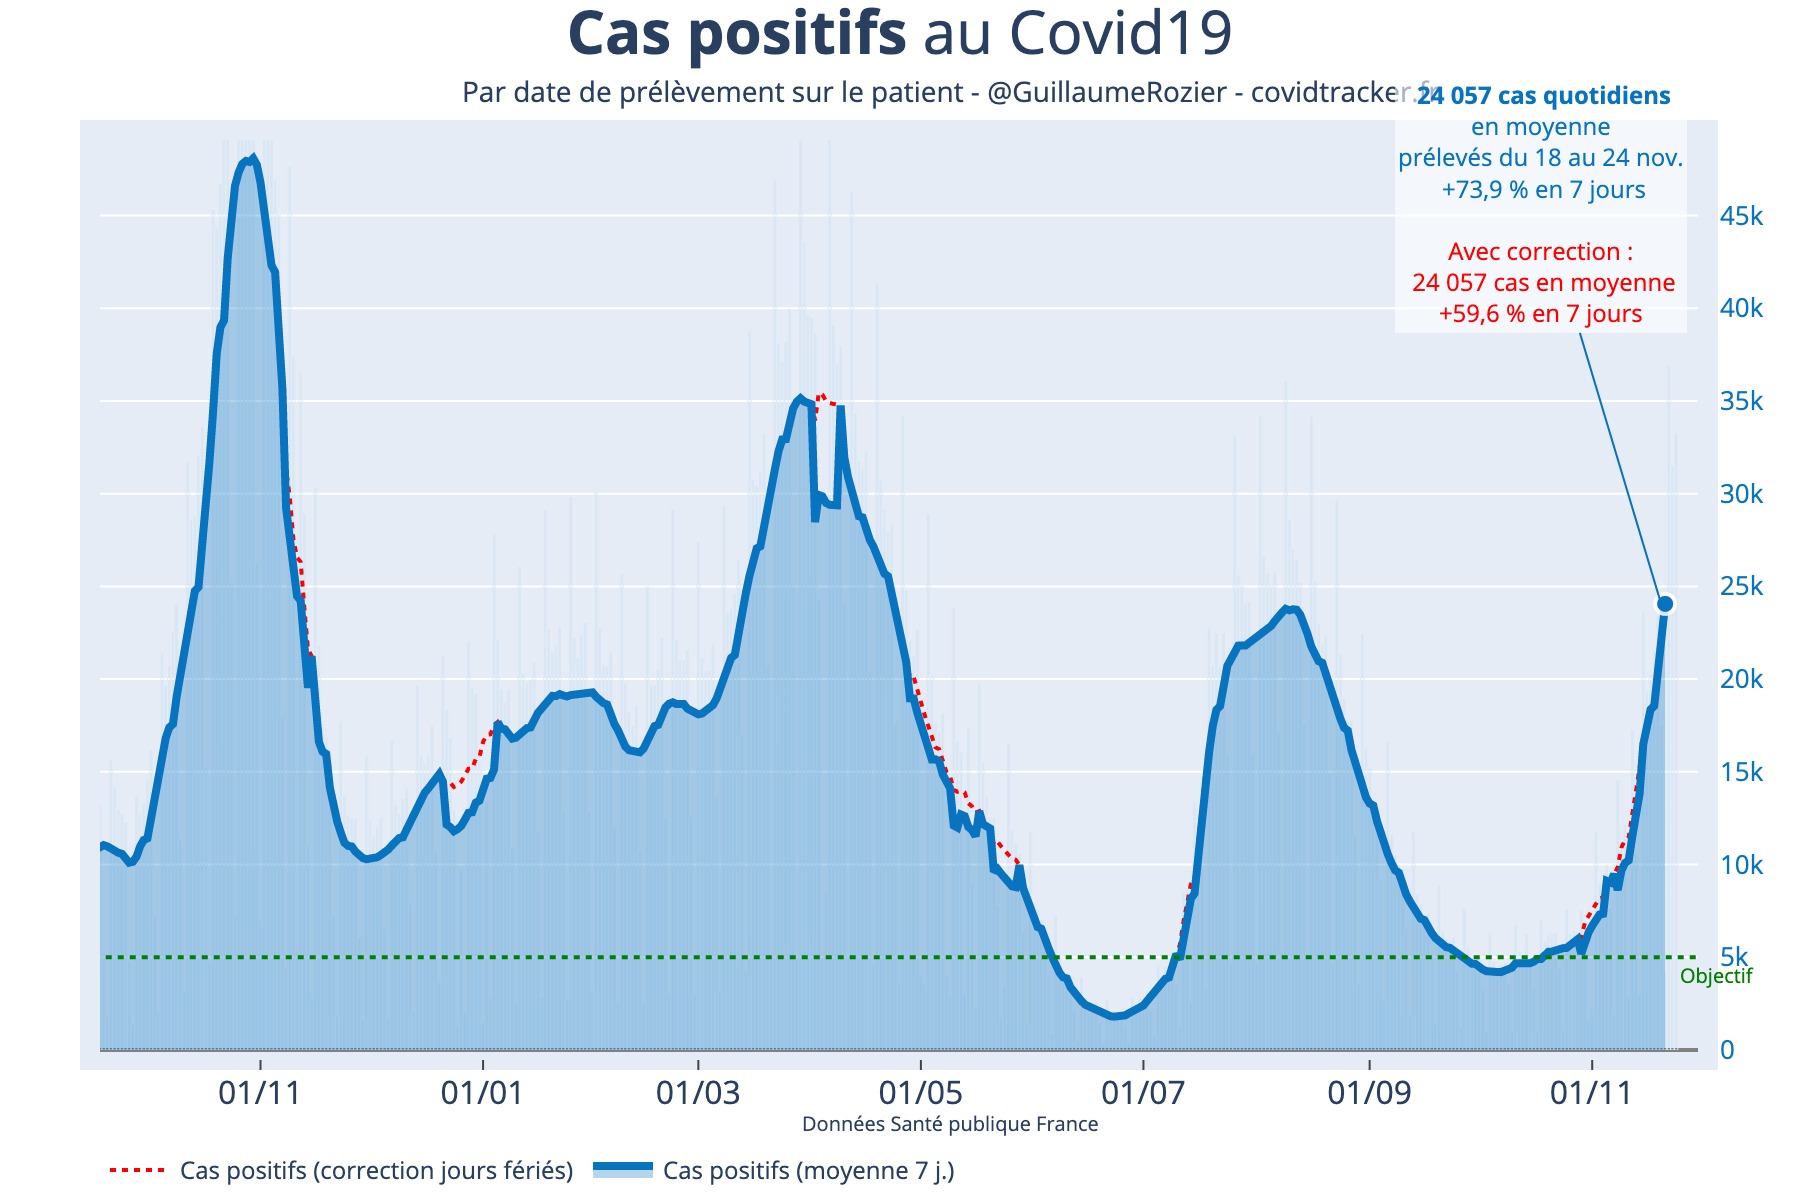 Cas positifs au Covid19
Par date de prélèvement sur le patient - @GuillaumeRozier - covidtracker.fr
24 057 cas quotidiens
en moyenne
prélevés du 18 au 24 nov.
+73,9 % en 7 jours
Avec correction :
24 057 cas en moyenne
+59,6 % en 7 jours
45k
40k
35k
30k
25k
20k
15k
10k
5k
Objectif
0
01/11
01/01
01/03
01/05
01/07
01/09
01/11
Données Santé publique France
Cas positifs (correction jours fériés)
Cas positifs (moyenne 7 j.)